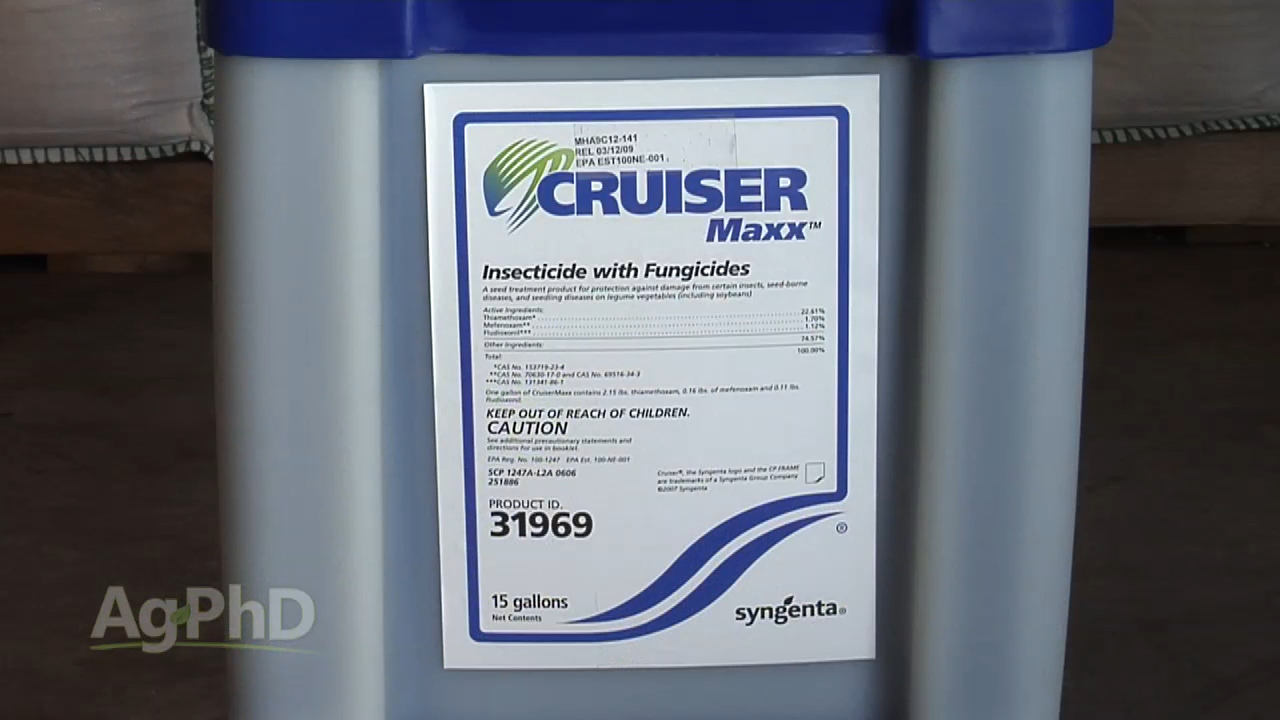 MHA9C12-141
REL 03/12/09
EPA EST100NE-001
CRUISER
Maxx™
Insecticide with Fungicides
A seed treatment product for protection against damage from certain insects, seed-borne
diseases, and seedling diseases on legume vegetables (including soybeans)
Active Ingredients:
Thiamethoxam* 22.61%
Mefenoxam** 1.70%
Fludioxonil*** 1.12%
Other Ingredients: 74.57%
Total: 100.00%
*CAS No. 153719-23-4
**CAS No. 70630-17-0 and CAS No. 69516-34-3
***CAS No. 131341-86-1
One gallon of CruiserMaxx contains 2.15 lbs. thiamethoxam, 0.16 lbs. of mefenoxam and 0.11 lbs.
fludioxonil.
KEEP OUT OF REACH OF CHILDREN.
CAUTION
See additional precautionary statements and
directions for use in booklet.
EPA Reg. No. 100-1247 EPA Est. 100-NE-001
SCP 1247A-L2A 0606
251886
Cruiser®, the Syngenta logo and the CP FRAME
are trademarks of a Syngenta Group Company
©2007 Syngenta
PRODUCT ID.
31969
®
15 gallons
Net Contents
syngenta®
AgPhD